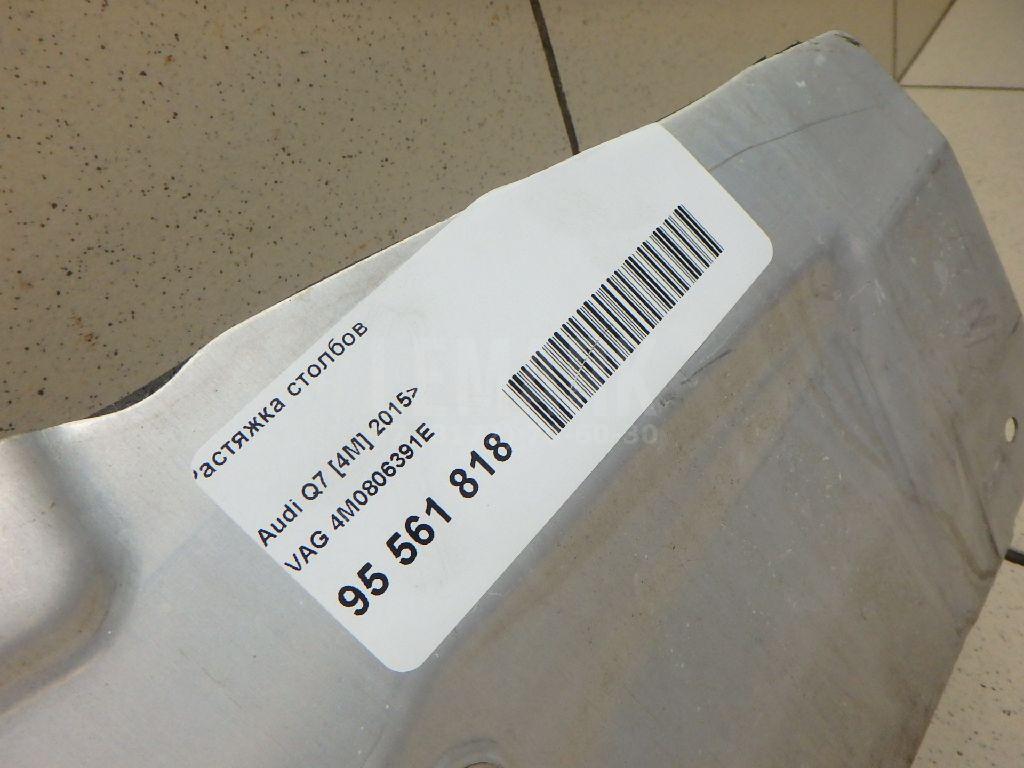 Растяжка столбов
Audi Q7 [4M] 2015>
VAG 4M0806391E
95 561 818